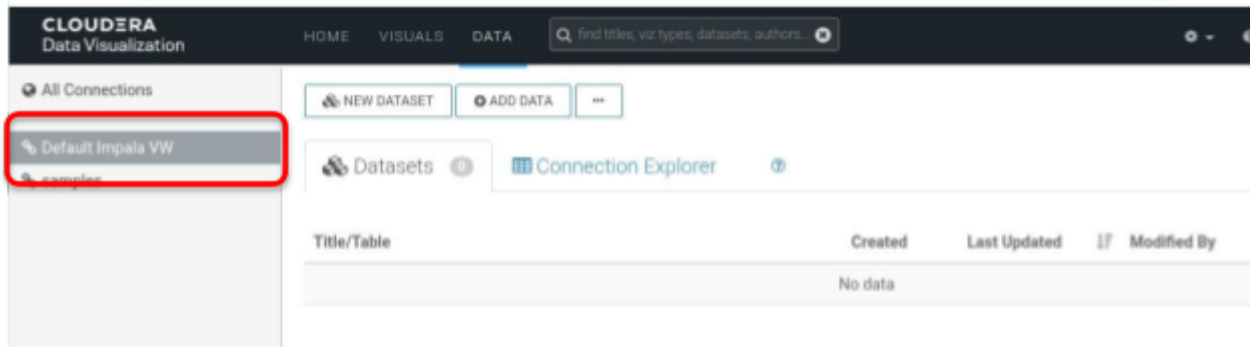 CLOUDERA
Data Visualization
HOME VISUALS DATA find titles, viz types, datasets, authors...
All Connections
NEW DATASET ADD DATA ...
Default Impala VW
samples
Datasets 0 Connection Explorer ?
Title/Table Created Last Updated Modified By
No data